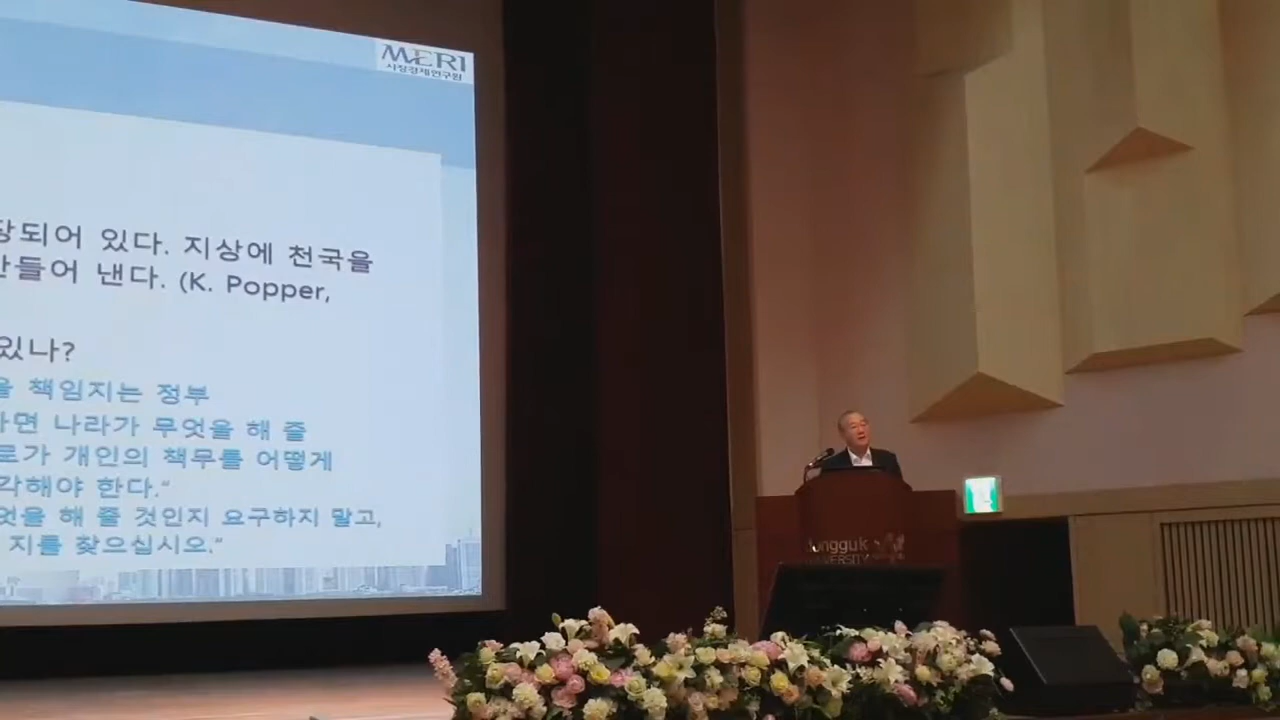 MERI
시장경제연구원
장되어 있다. 지상에 천국을
만들어 낸다. (K. Popper,
있나?
을 책임지는 정부
하면 나라가 무엇을 해 줄
로가 개인의 책무를 어떻게
각해야 한다.“
엇을 해 줄 것인지 요구하지 말고,
지를 찾으십시오.”
dongguk
UNIVERSITY